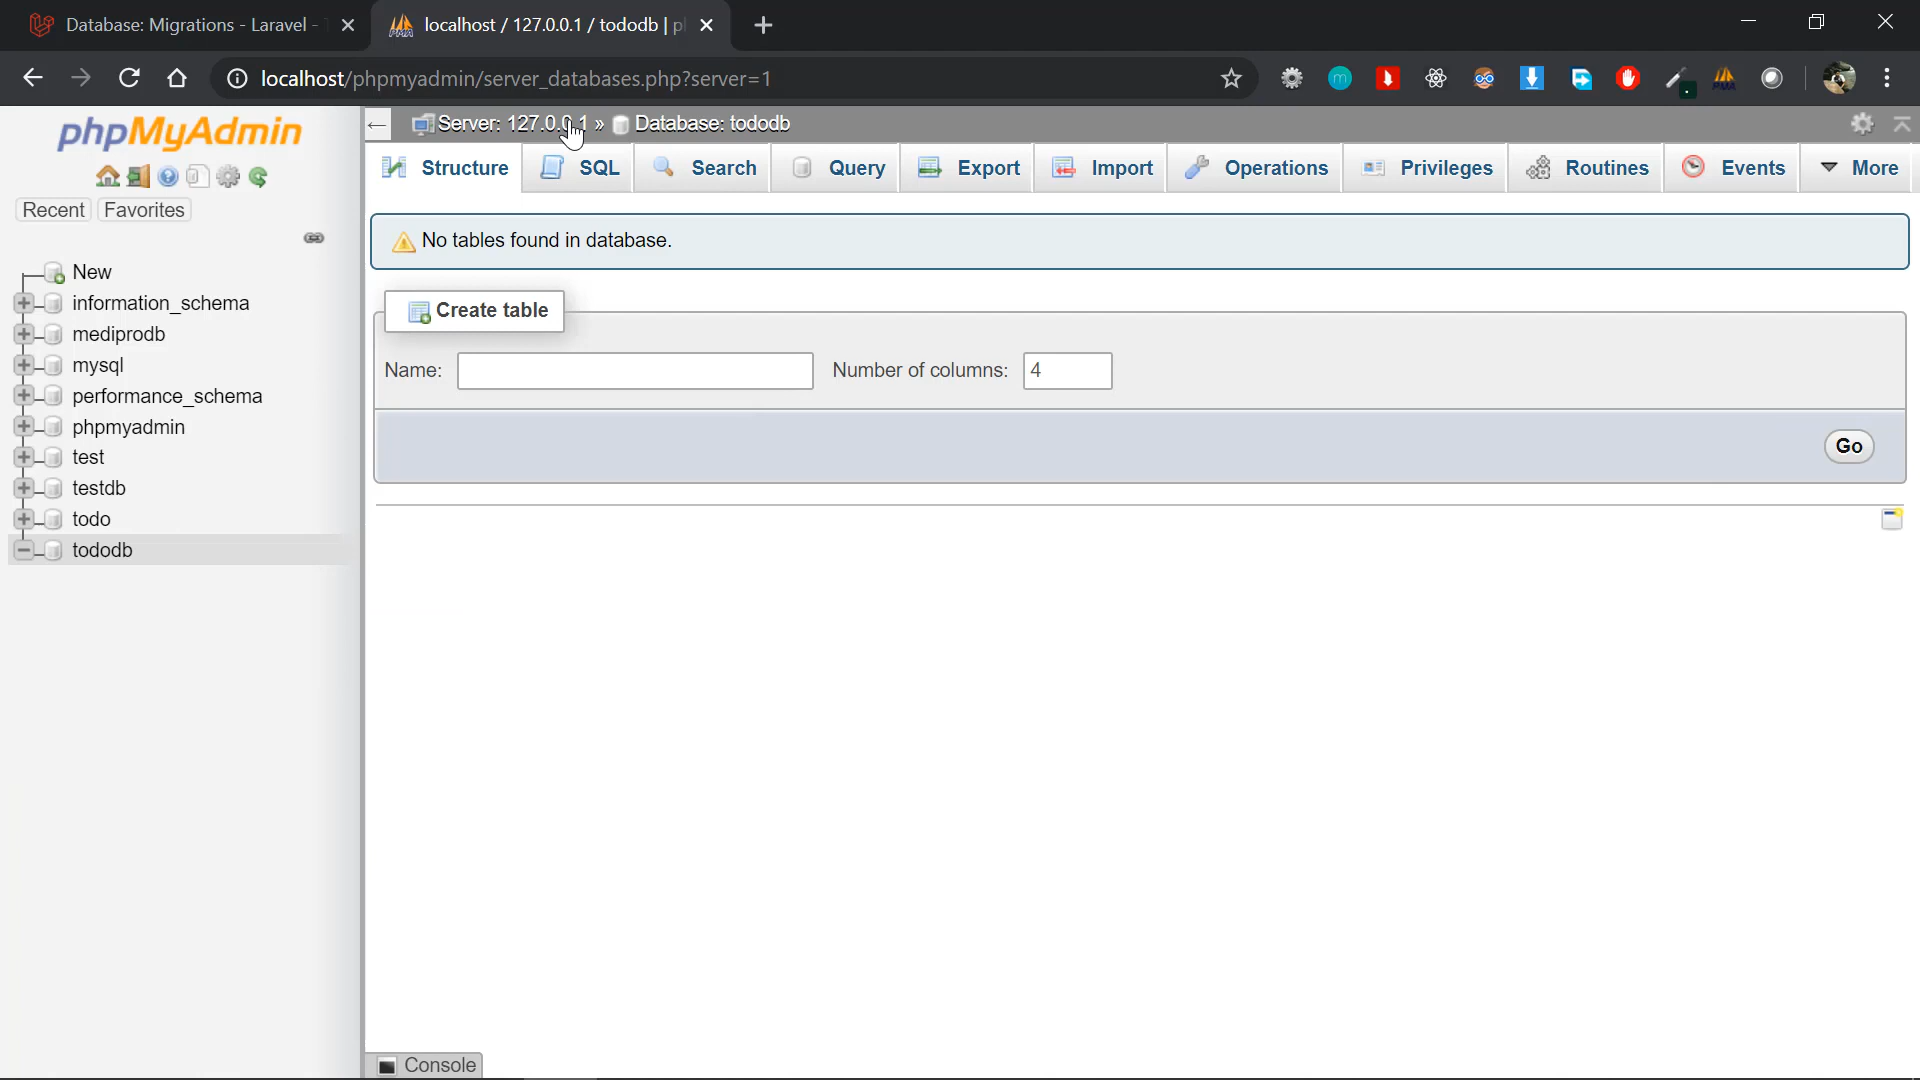 Database: Migrations - Laravel -
localhost / 127.0.0.1 / tododb | p
localhost/phpmyadmin/server_databases.php?server=1
phpMyAdmin
Recent Favorites
New
information_schema
mediprodb
mysql
performance_schema
phpmyadmin
test
testdb
todo
tododb
Server: 127.0.0.1 » Database: tododb
Structure SQL Search Query Export Import Operations Privileges Routines Events More
No tables found in database.
Create table
Name: Number of columns: 4
Go
Console